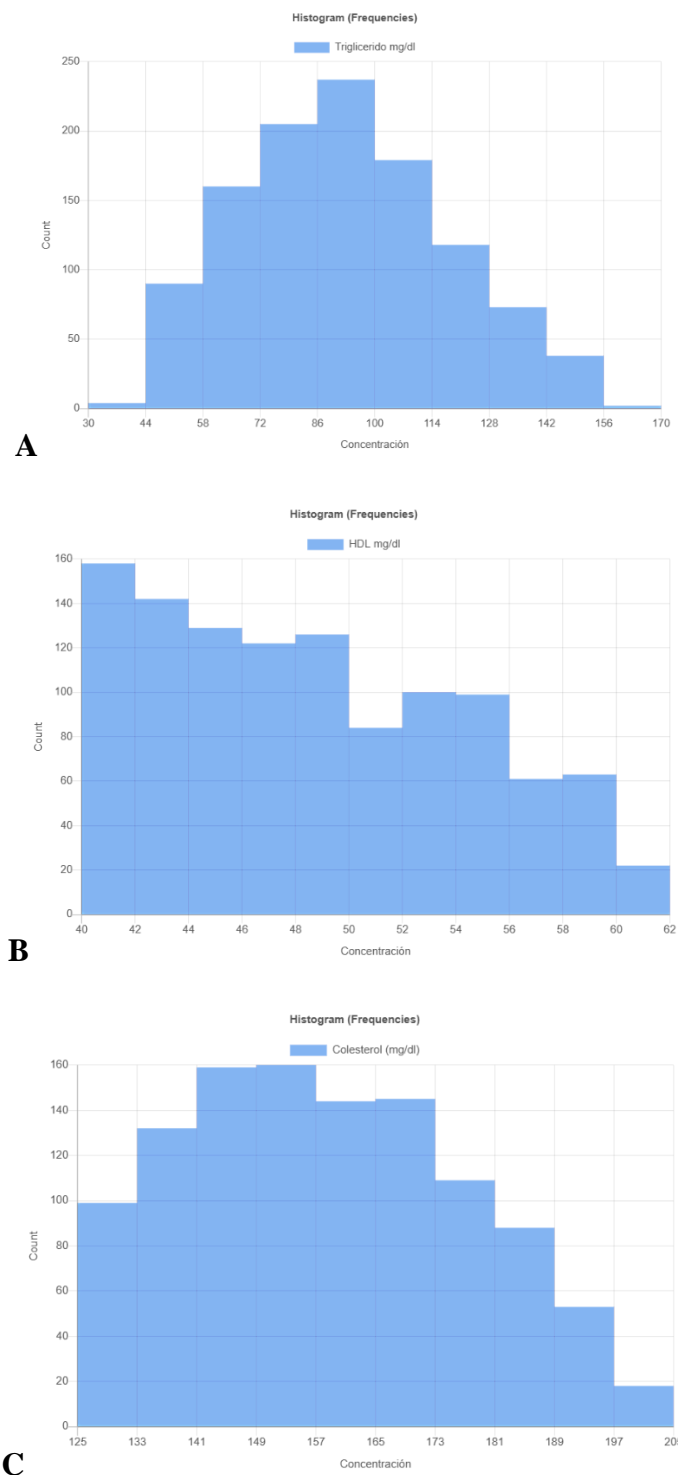 Histogram (Frequencies)
Triglicerido mg/dl
250
200
150
100
50
0
Count
30 44 58 72 86 100 114 128 142 156 170
Concentración
A
Histogram (Frequencies)
HDL mg/dl
160
140
120
100
80
60
40
20
0
Count
40 42 44 46 48 50 52 54 56 58 60 62
Concentración
B
Histogram (Frequencies)
Colesterol (mg/dl)
160
140
120
100
80
60
40
20
0
Count
125 133 141 149 157 165 173 181 189 197
Concentración
C